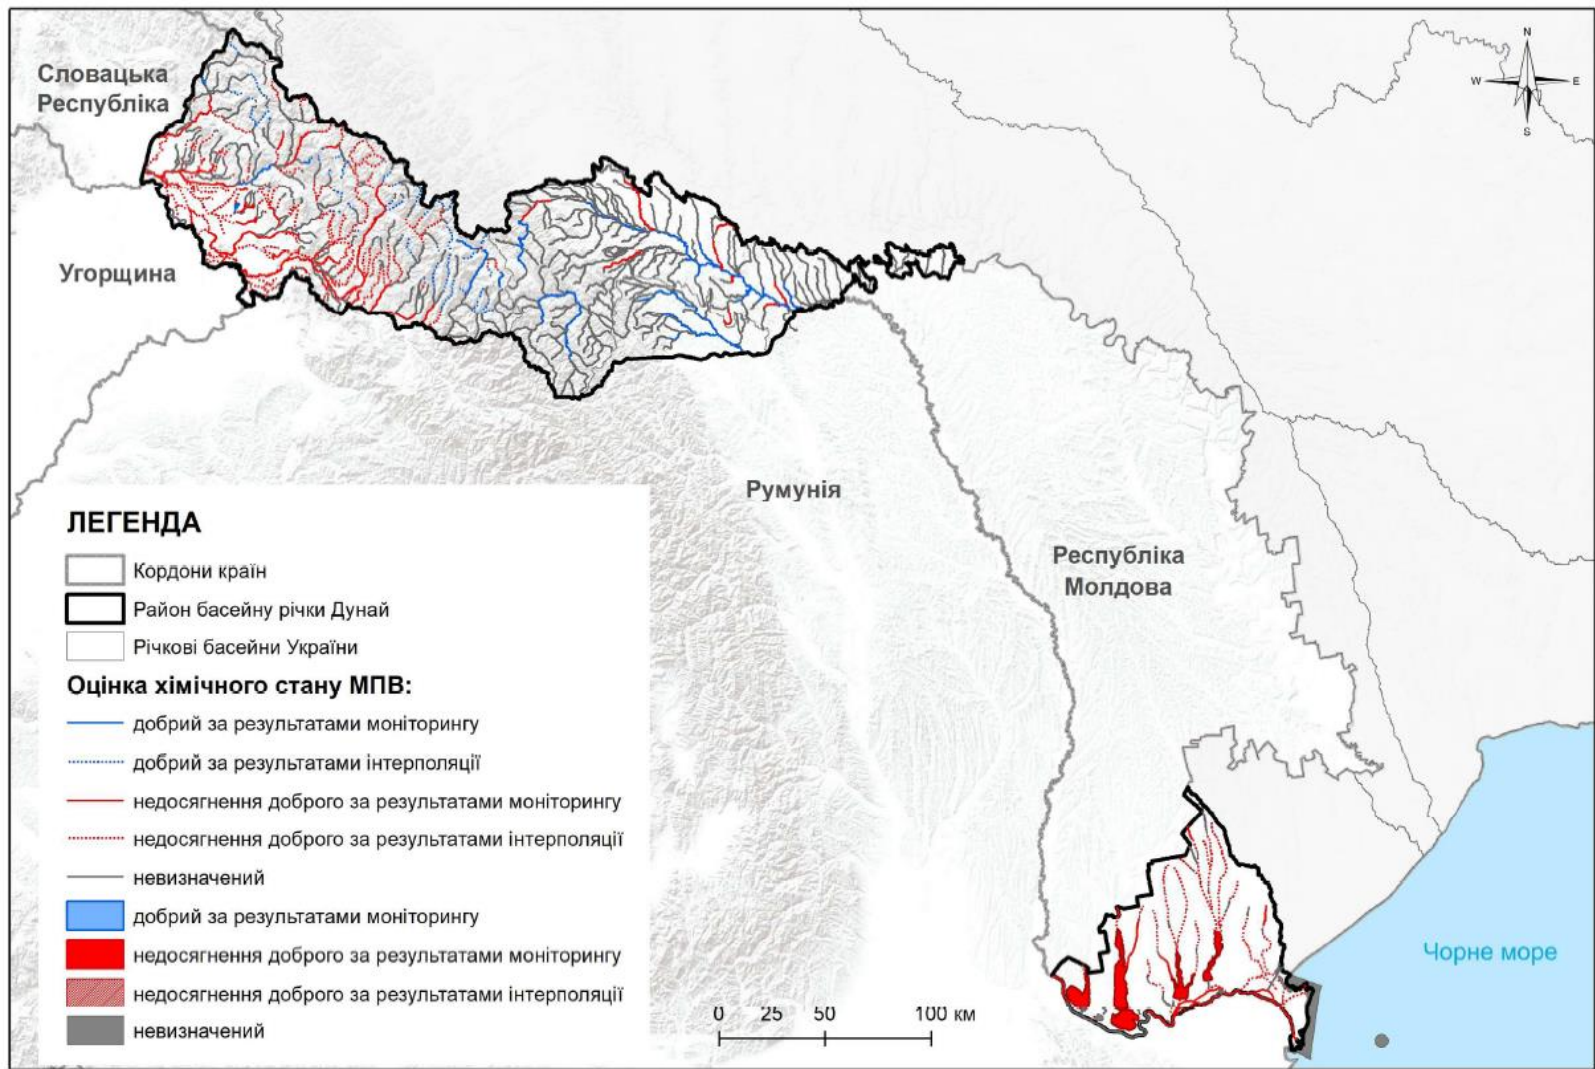 N
W E
S
Словацька
Республіка
Угорщина
Румунія
Республіка
Молдова
Чорне море
ЛЕГЕНДА
Кордони країн
Район басейну річки Дунай
Річкові басейни України
Оцінка хімічного стану МПВ:
добрий за результатами моніторингу
добрий за результатами інтерполяції
недосягнення доброго за результатами моніторингу
недосягнення доброго за результатами інтерполяції
невизначений
добрий за результатами моніторингу
недосягнення доброго за результатами моніторингу
недосягнення доброго за результатами інтерполяції
невизначений
0 25 50 100 км